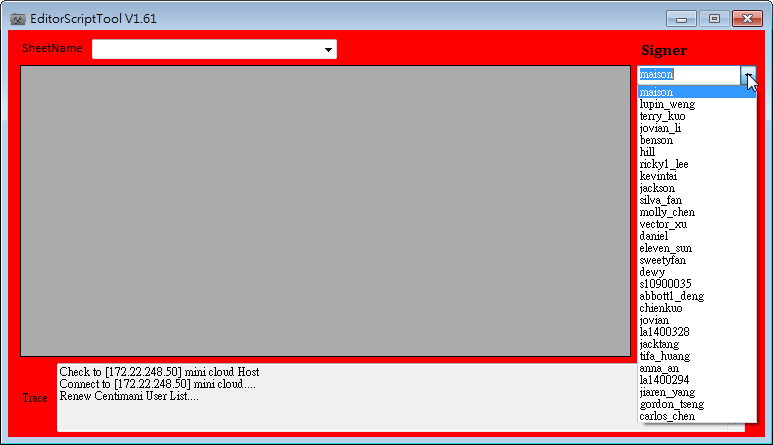 EditorScriptTool V1.61
SheetName
Signer
maison
maison
lupin_weng
terry_kuo
jovian_li
benson
hill
ricky1_lee
kevintai
jackson
silva_fan
molly_chen
vector_xu
daniel
eleven_sun
sweetyfan
dewy
s10900035
abbott1_deng
chienkuo
jovian
la1400328
jacktang
tifa_huang
anna_an
la1400294
jiaren_yang
gordon_tseng
carlos_chen
Trace
Check to [172.22.248.50] mini cloud Host
Connect to [172.22.248.50] mini cloud....
Renew Centimani User List....